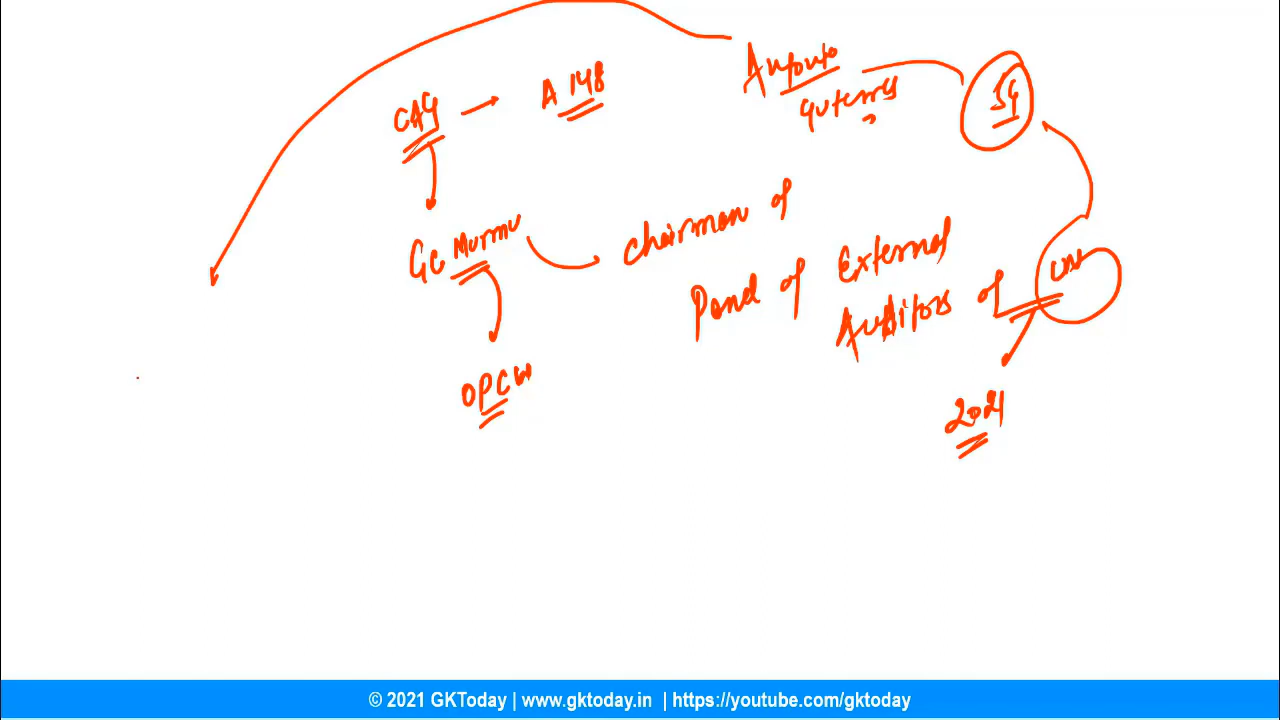 CAG → A 148
Antonio
Guterres
SG
GC Murmu
Chairman of
Panel of External
Auditors of UN
OPCW
2021
© 2021 GKToday | www.gktoday.in | https://youtube.com/gktoday